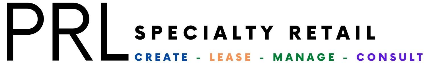 PRL
SPECIALTY RETAIL
CREATE - LEASE - MANAGE - CONSULT